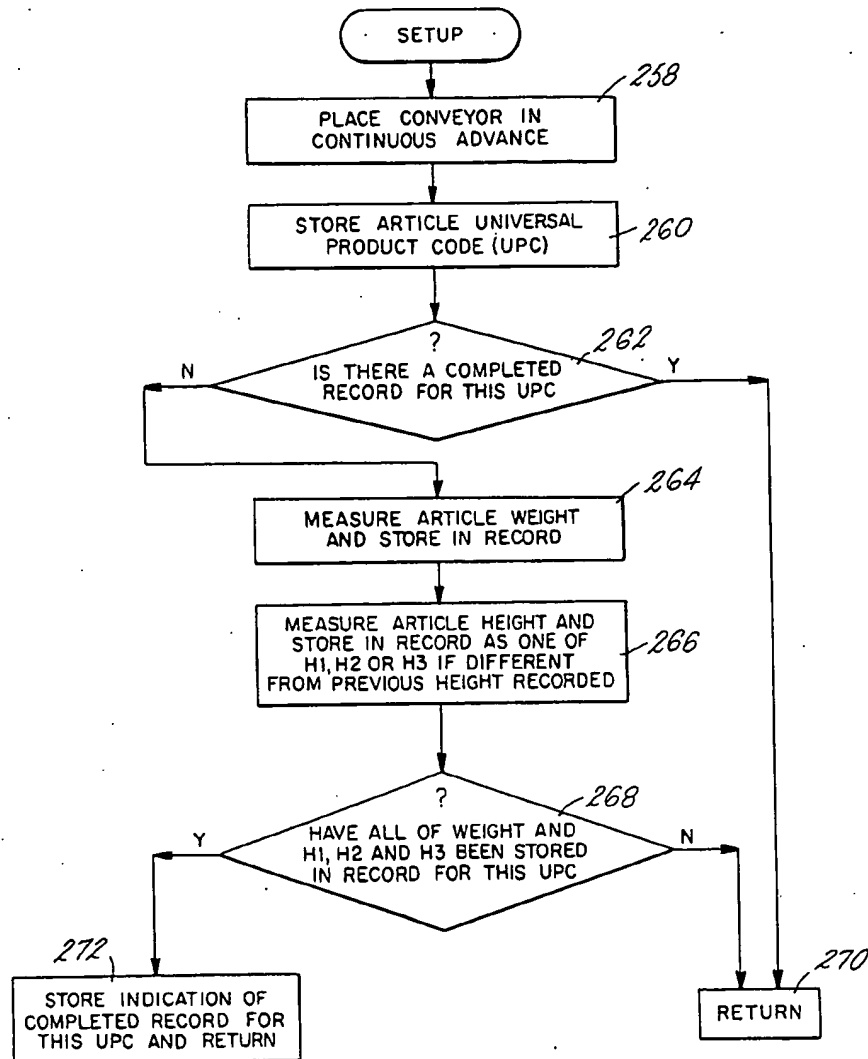 SETUP
258
PLACE CONVEYOR IN
CONTINUOUS ADVANCE
STORE ARTICLE UNIVERSAL
PRODUCT CODE (UPC)
260
?
262
IS THERE A COMPLETED
RECORD FOR THIS UPC
N
Y
264
MEASURE ARTICLE WEIGHT
AND STORE IN RECORD
MEASURE ARTICLE HEIGHT AND
STORE IN RECORD AS ONE OF
H1, H2 OR H3 IF DIFFERENT
FROM PREVIOUS HEIGHT RECORDED
266
?
268
HAVE ALL OF WEIGHT AND
H1, H2 AND H3 BEEN STORED
IN RECORD FOR THIS UPC
Y
N
272
STORE INDICATION OF
COMPLETED RECORD FOR
THIS UPC AND RETURN
270
RETURN